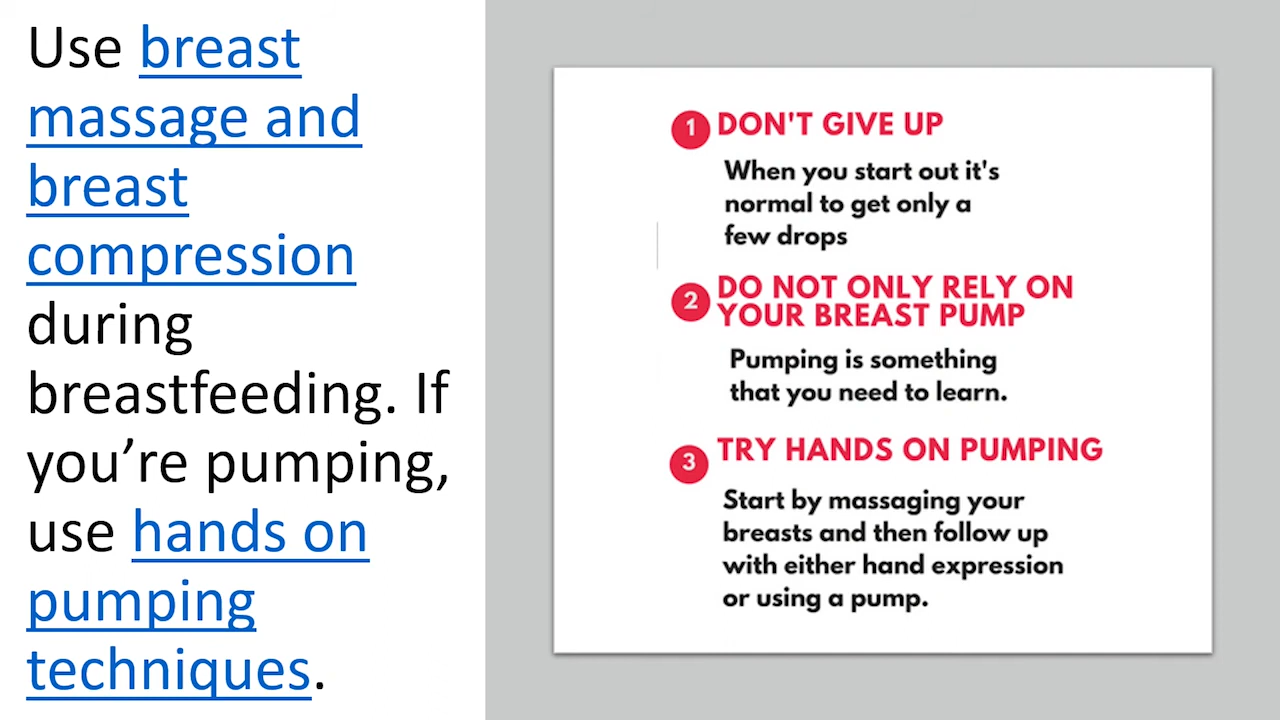 Use breast
massage and
breast
compression
during
breastfeeding. If
you’re pumping,
use hands on
pumping
techniques.
1 DON'T GIVE UP
When you start out it's
normal to get only a
few drops
2 DO NOT ONLY RELY ON
YOUR BREAST PUMP
Pumping is something
that you need to learn.
3 TRY HANDS ON PUMPING
Start by massaging your
breasts and then follow up
with either hand expression
or using a pump.